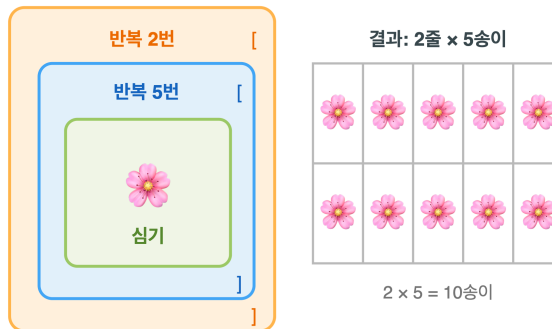 반복 2번 [
반복 5번 [
심기
]
]
결과: 2줄 × 5송이
2 × 5 = 10송이